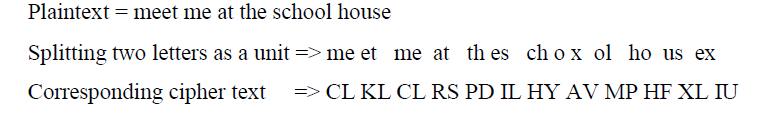 Plaintext = meet me at the school house
Splitting two letters as a unit => me et me at th es ch o x ol ho us ex
Corresponding cipher text => CL KL CL RS PD IL HY AV MP HF XL IU